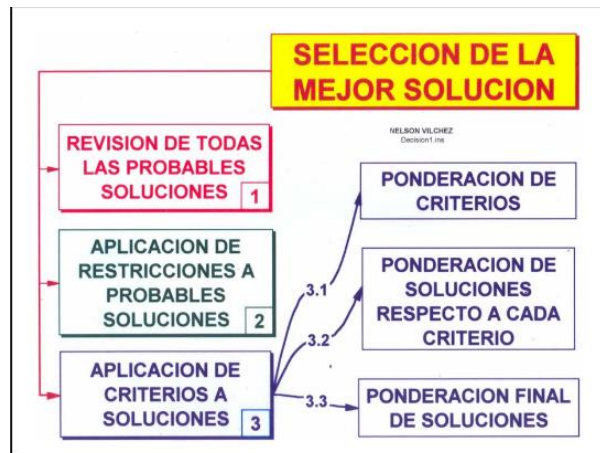 SELECCION DE LA
MEJOR SOLUCION
NELSON VILCHEZ
Decision1.ins
REVISION DE TODAS
LAS PROBABLES
SOLUCIONES
1
APLICACION DE
RESTRICCIONES A
PROBABLES
SOLUCIONES
2
APLICACION DE
CRITERIOS A
SOLUCIONES
3
3.1
PONDERACION DE
CRITERIOS
3.2
PONDERACION DE
SOLUCIONES
RESPECTO A CADA
CRITERIO
3.3
PONDERACION FINAL
DE SOLUCIONES